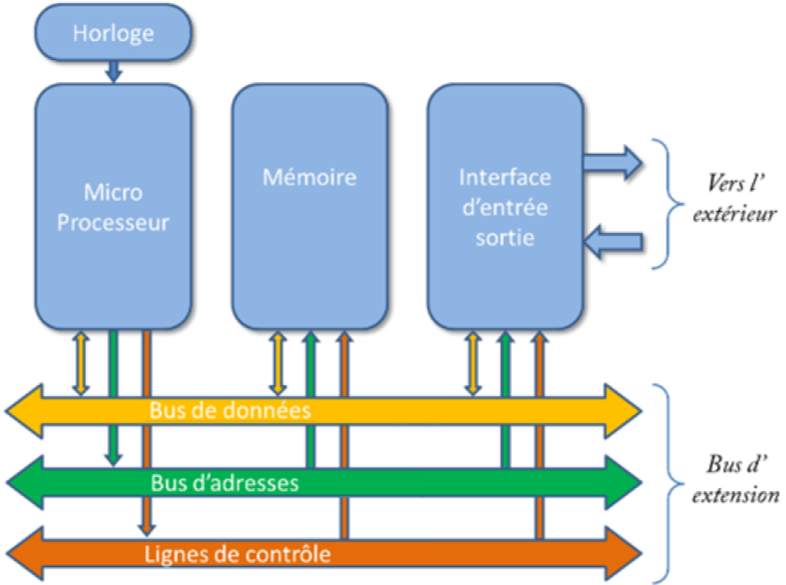 Horloge
Micro
Processeur
Mémoire
Interface
d'entrée
sortie
Vers l'
extérieur
Bus de données
Bus d'adresses
Lignes de contrôle
Bus d'
extension